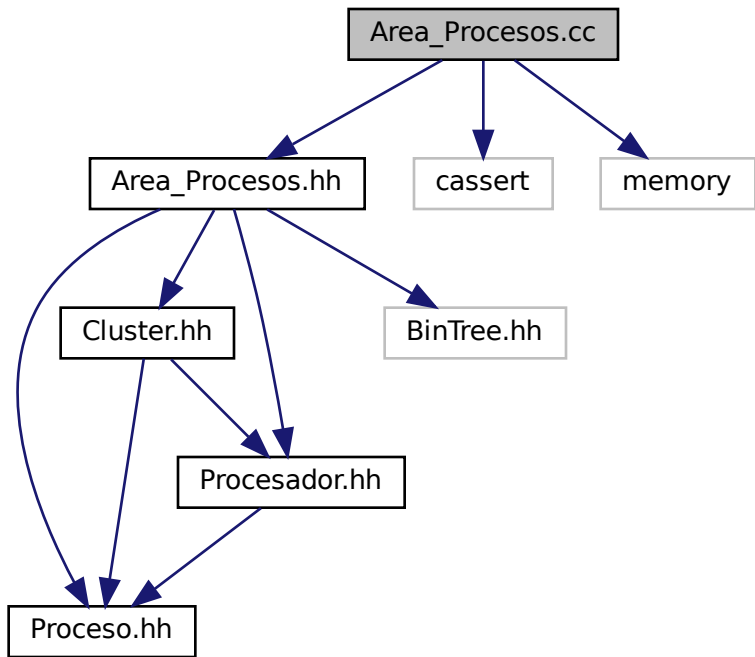 Area_Procesos.cc
Area_Procesos.hh
cassert
memory
Cluster.hh
BinTree.hh
Procesador.hh
Proceso.hh